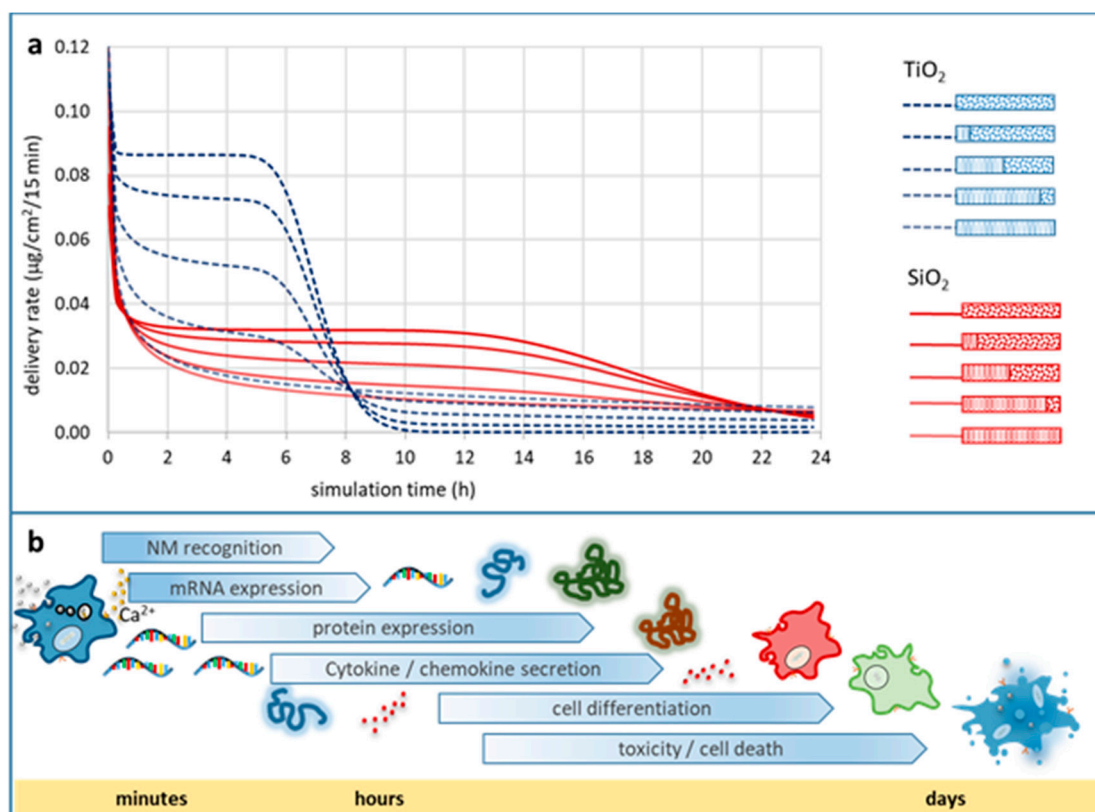 a
0.12
0.10
0.08
0.06
0.04
0.02
0.00
delivery rate (µg/cm²/15 min)
0 2 4 6 8 10 12 14 16 18 20 22 24
simulation time (h)
TiO₂
SiO₂
b
NM recognition
mRNA expression
Ca²⁺
protein expression
Cytokine / chemokine secretion
cell differentiation
toxicity / cell death
minutes hours days